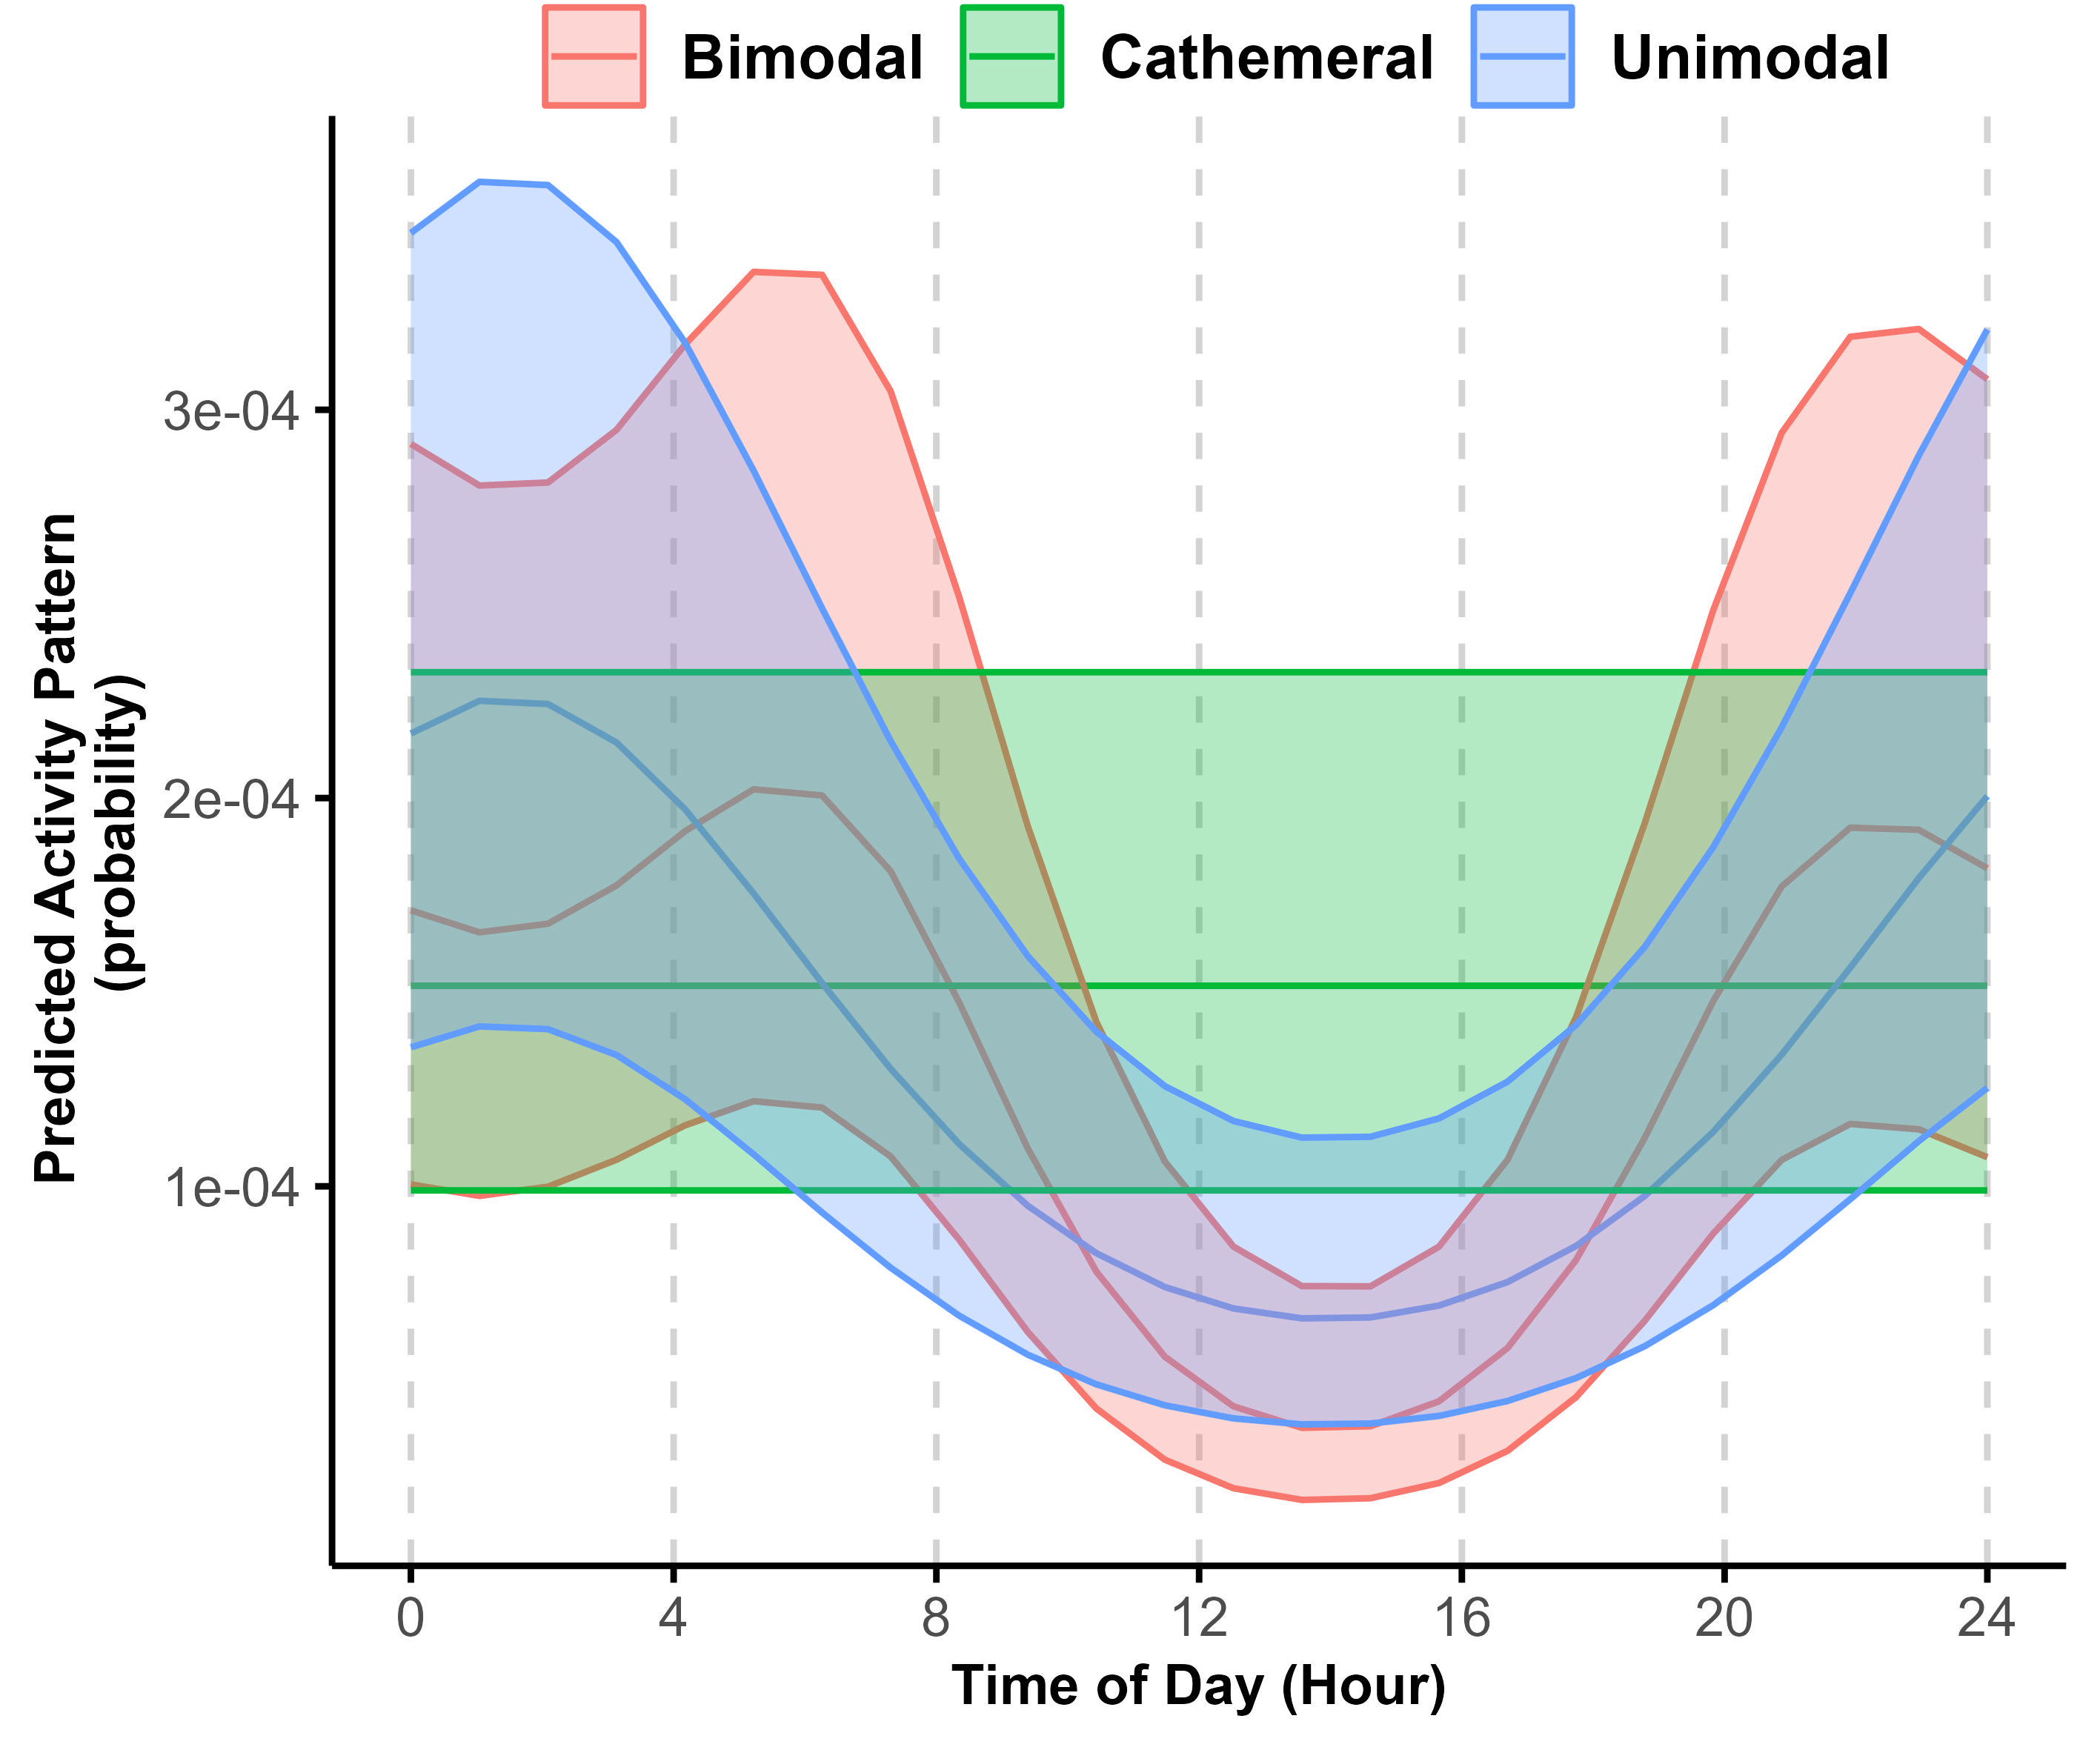 Bimodal Cathemeral Unimodal
Predicted Activity Pattern
(probability)
3e-04
2e-04
1e-04
0 4 8 12 16 20 24
Time of Day (Hour)